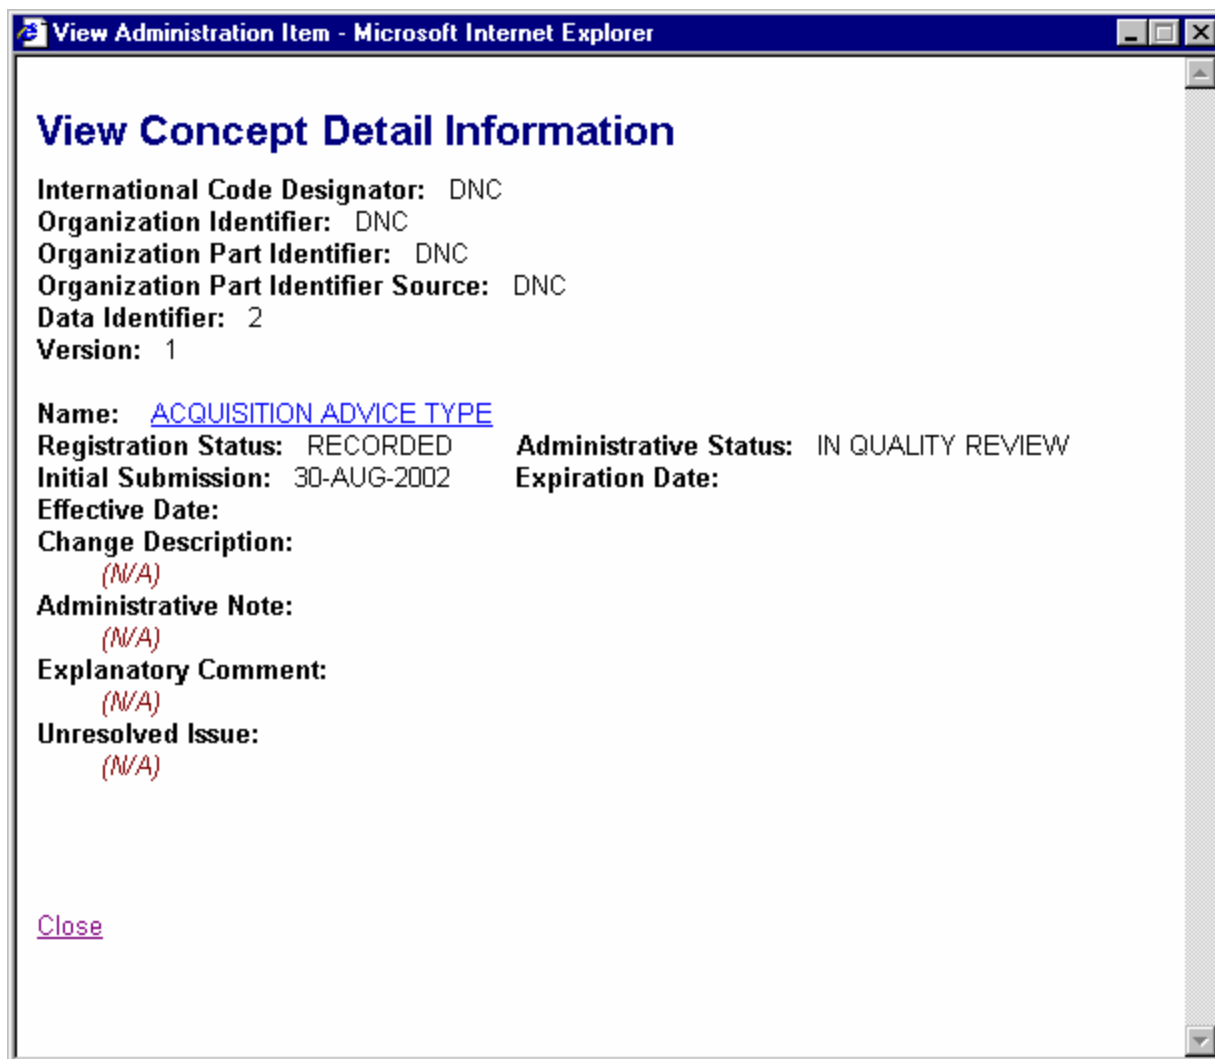 View Administration Item - Microsoft Internet Explorer
View Concept Detail Information
International Code Designator: DNC
Organization Identifier: DNC
Organization Part Identifier: DNC
Organization Part Identifier Source: DNC
Data Identifier: 2
Version: 1
Name: ACQUISITION ADVICE TYPE
Registration Status: RECORDED Administrative Status: IN QUALITY REVIEW
Initial Submission: 30-AUG-2002 Expiration Date:
Effective Date:
Change Description:
(N/A)
Administrative Note:
(N/A)
Explanatory Comment:
(N/A)
Unresolved Issue:
(N/A)
Close